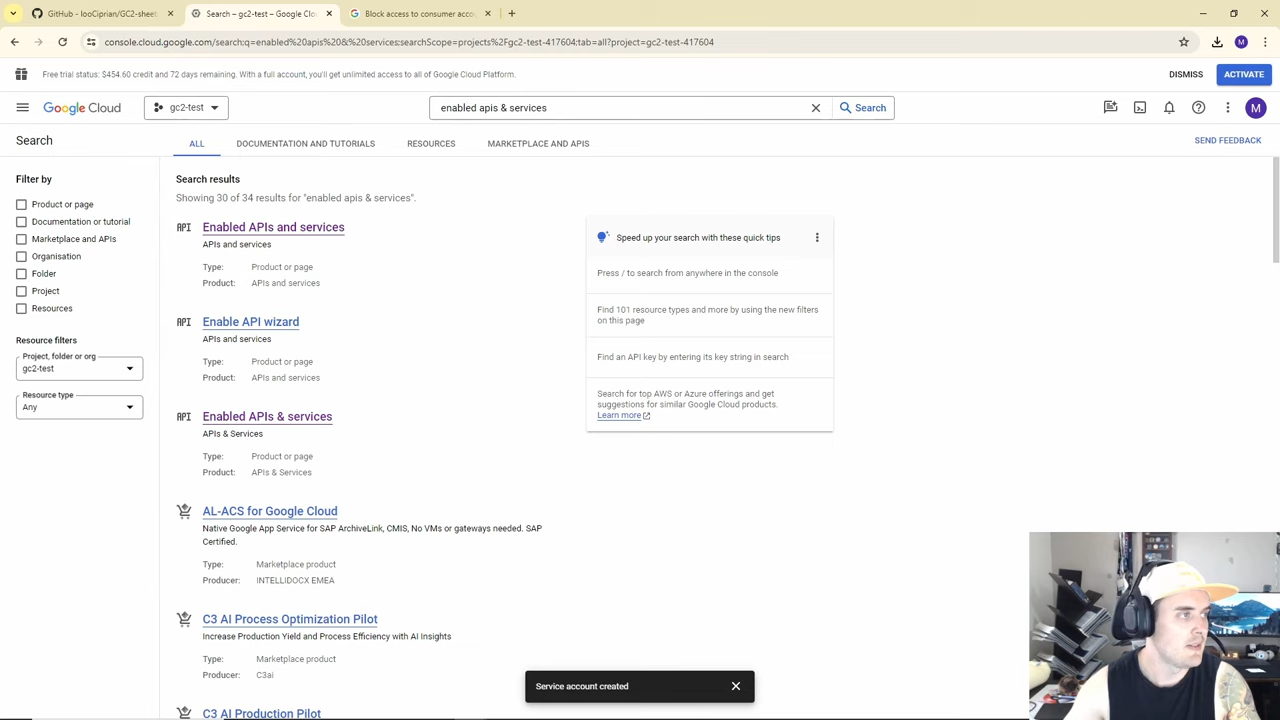 GitHub - looCiprian/GC2-sheet
Search – gc2-test – Google Clo
Block access to consumer acco
console.cloud.google.com/search;q=enabled%20apis%20&%20services;searchScope=projects%2Fgc2-test-417604;tab=all?project=gc2-test-417604
M
Free trial status: $454.60 credit and 72 days remaining. With a full account, you'll get unlimited access to all of Google Cloud Platform.
DISMISS
ACTIVATE
Google Cloud
gc2-test
enabled apis & services
Search
M
Search
ALL
DOCUMENTATION AND TUTORIALS
RESOURCES
MARKETPLACE AND APIS
SEND FEEDBACK
Filter by
Product or page
Documentation or tutorial
Marketplace and APIs
Organisation
Folder
Project
Resources
Resource filters
Project, folder or org
gc2-test
Resource type
Any
Search results
Showing 30 of 34 results for "enabled apis & services".
API
Enabled APIs and services
APIs and services
Type: Product or page
Product: APIs and services
API
Enable API wizard
APIs and services
Type: Product or page
Product: APIs and services
API
Enabled APIs & services
APIs & Services
Type: Product or page
Product: APIs & Services
AL-ACS for Google Cloud
Native Google App Service for SAP ArchiveLink, CMIS, No VMs or gateways needed. SAP
Certified.
Type: Marketplace product
Producer: INTELLIDOCX EMEA
C3 AI Process Optimization Pilot
Increase Production Yield and Process Efficiency with AI Insights
Type: Marketplace product
Producer: C3ai
C3 AI Production Pilot
Speed up your search with these quick tips
Press / to search from anywhere in the console
Find 101 resource types and more by using the new filters
on this page
Find an API key by entering its key string in search
Search for top AWS or Azure offerings and get
suggestions for similar Google Cloud products.
Learn more
Service account created